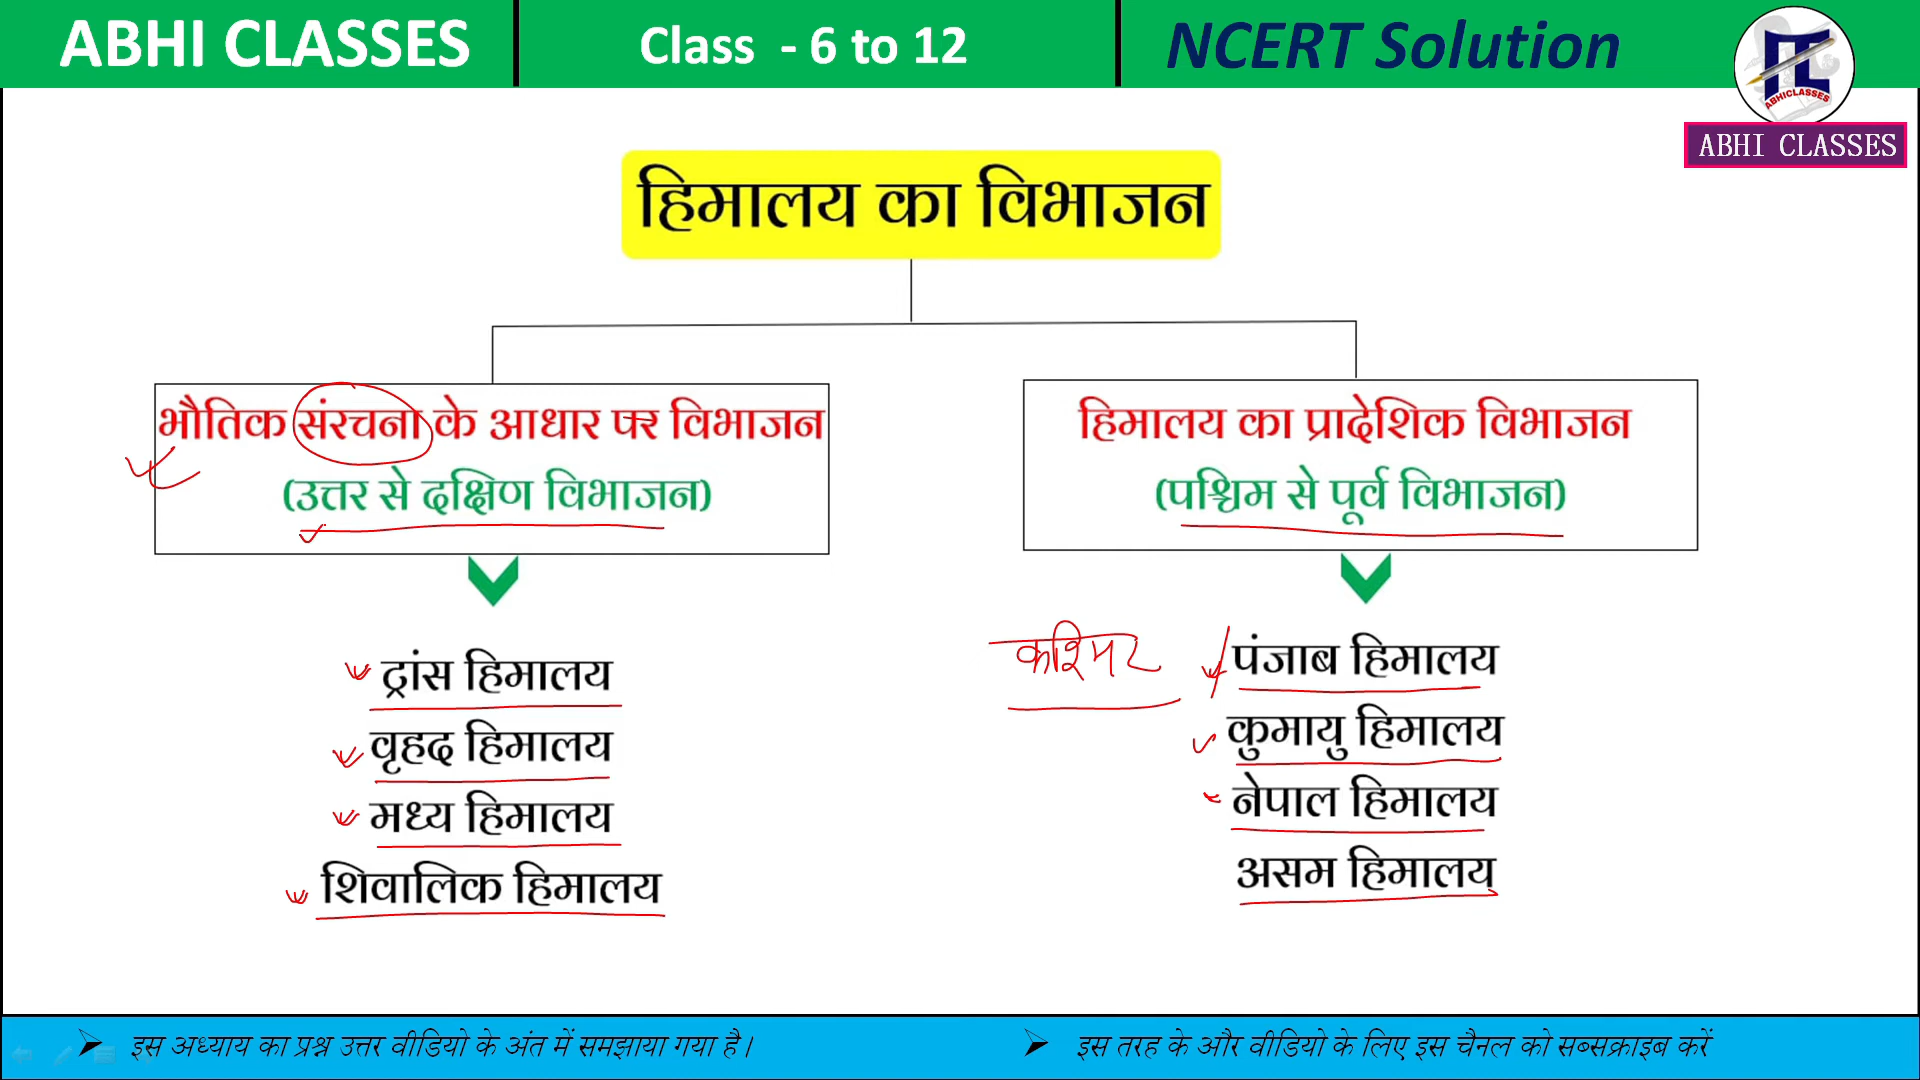 ABHI CLASSES
Class - 6 to 12
NCERT Solution
ABHICLASSES
ABHI CLASSES
हिमालय का विभाजन
भौतिक संरचना के आधार पर विभाजन
(उत्तर से दक्षिण विभाजन)
ट्रांस हिमालय
वृहद हिमालय
मध्य हिमालय
शिवालिक हिमालय
हिमालय का प्रादेशिक विभाजन
(पश्चिम से पूर्व विभाजन)
कश्मिर
पंजाब हिमालय
कुमायु हिमालय
नेपाल हिमालय
असम हिमालय
इस अध्याय का प्रश्न उत्तर वीडियो के अंत में समझाया गया है।
इस तरह के और वीडियो के लिए इस चैनल को सब्सक्राइब करें